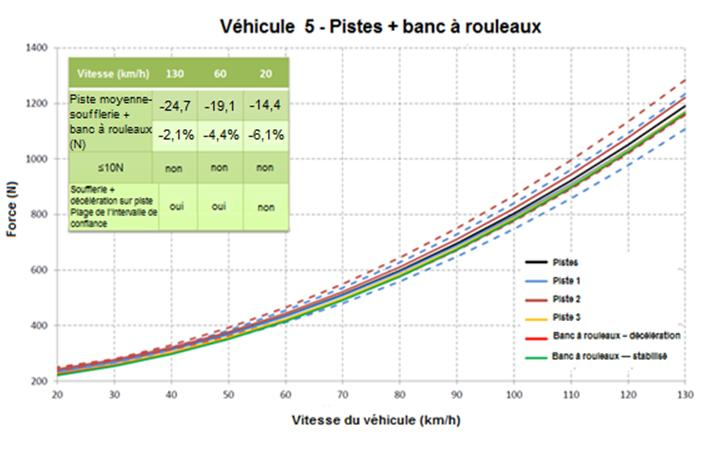 Véhicule 5 - Pistes + banc à rouleaux
Force (N)
1400
1200
1000
800
600
400
200
Vitesse (km/h) 130 60 20
Piste moyenne-
soufflerie +
banc à rouleaux
(N)
-24,7 -19,1 -14,4
-2,1% -4,4% -6,1%
≤10N non non non
Soufflerie +
décélération sur piste
Plage de l'intervalle de
confiance
oui oui non
Pistes
Piste 1
Piste 2
Piste 3
Banc à rouleaux – décélération
Banc à rouleaux — stabilisé
20 30 40 50 60 70 80 90 100 110 120 130
Vitesse du véhicule (km/h)